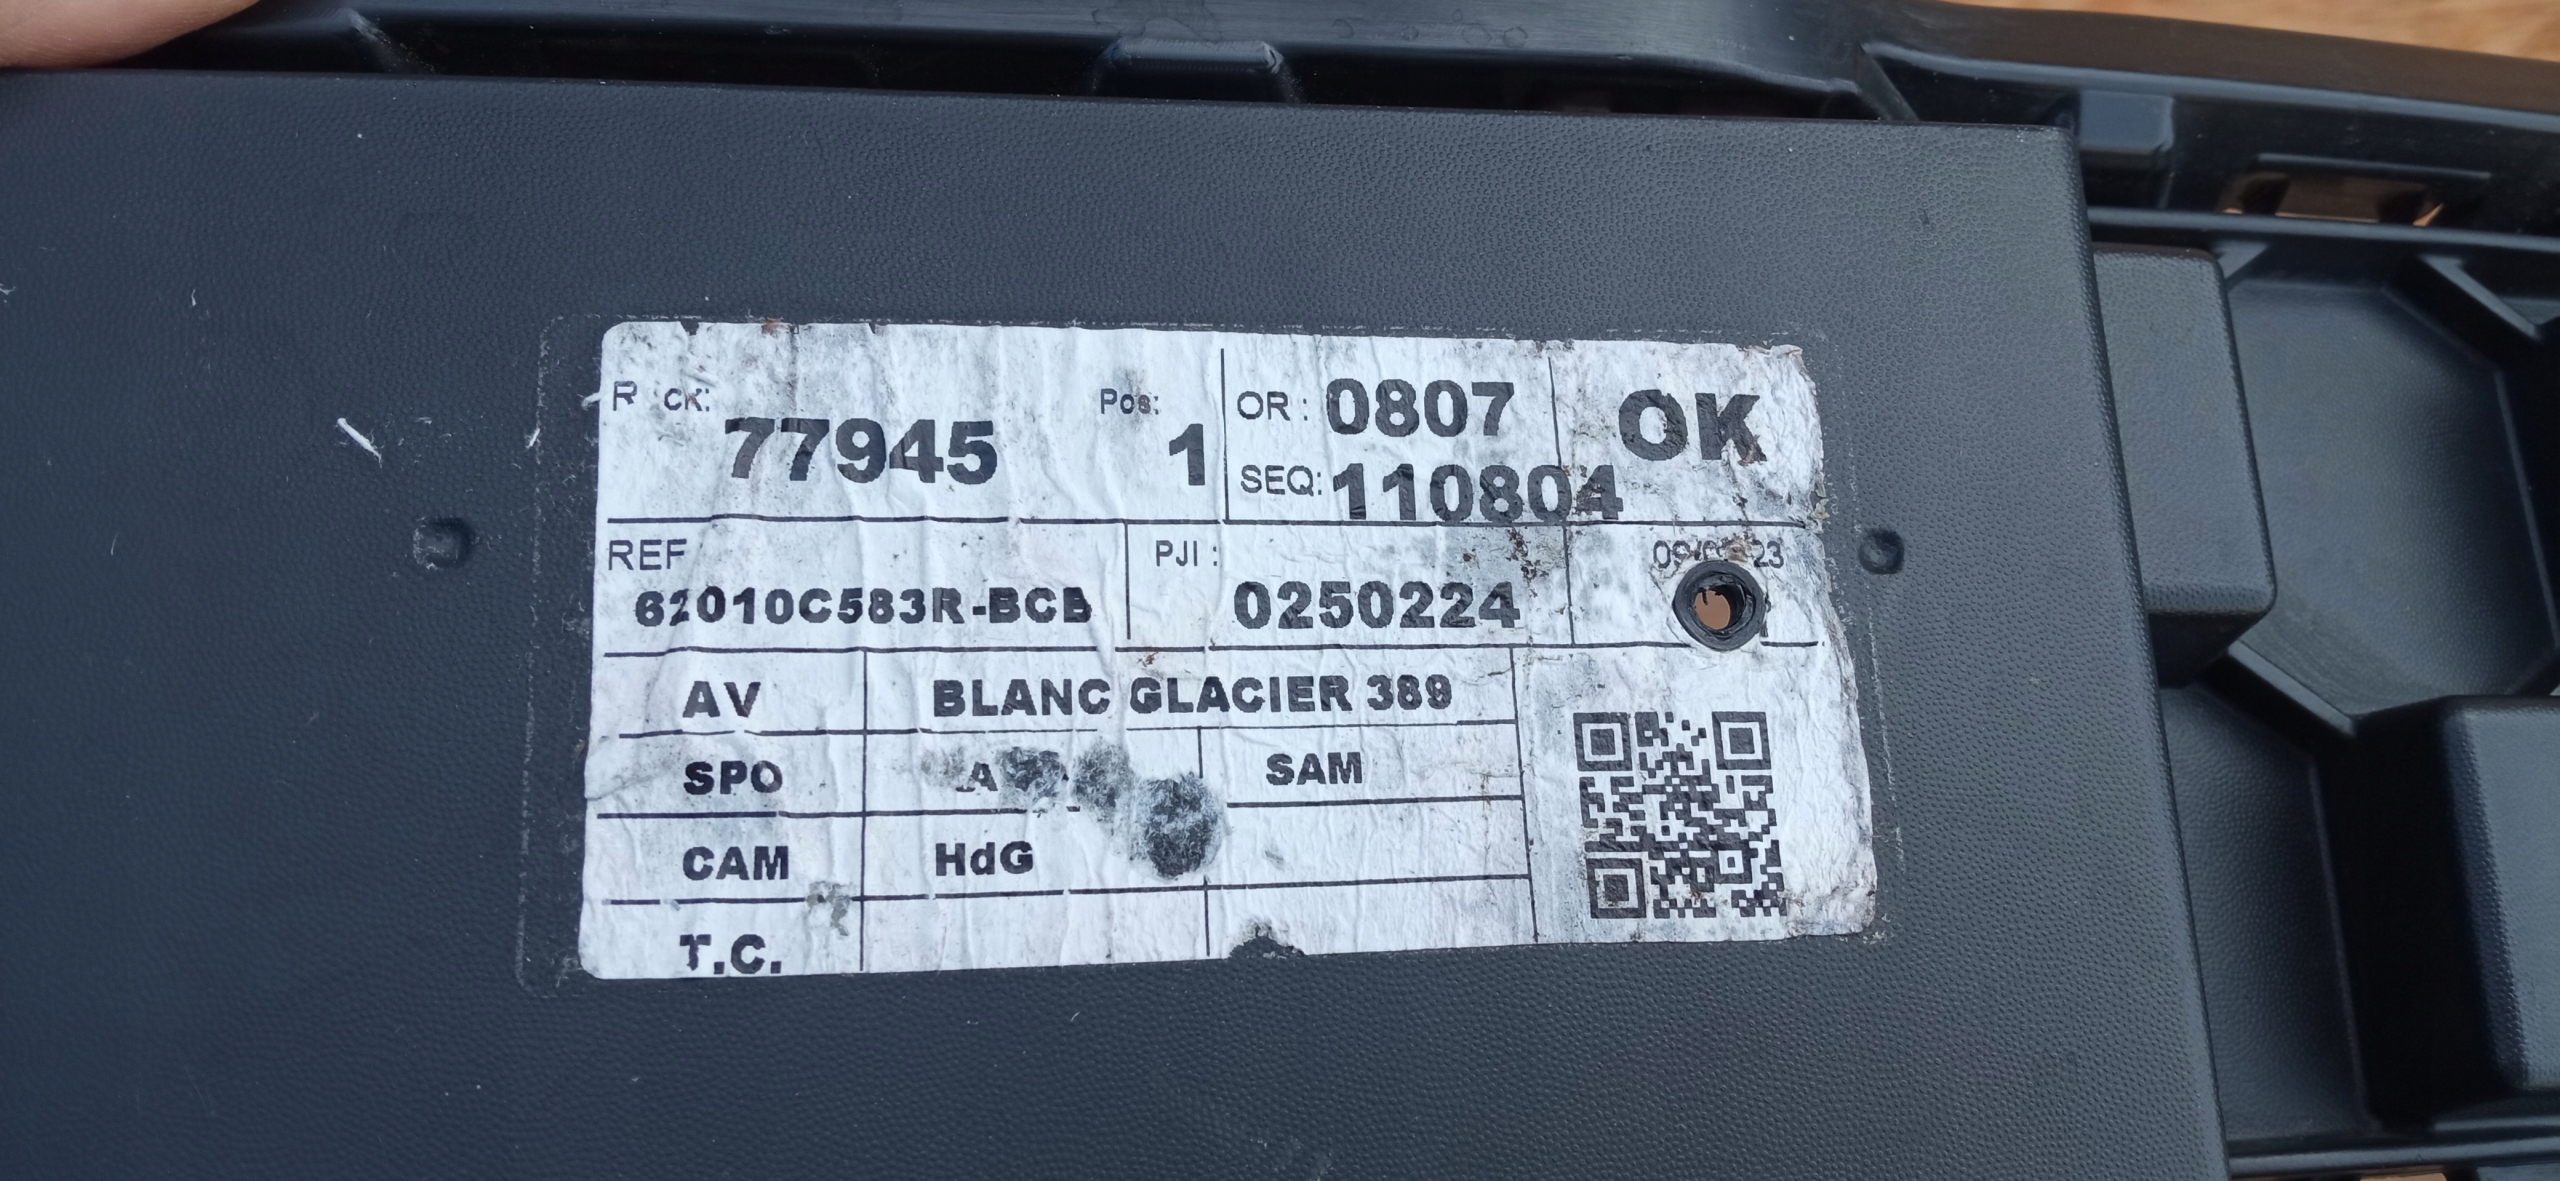 Pos: OR : 0807 OK
77945 1 SEQ: 110804
REF PJI :
62010C583R-BCB 0250224
AV BLANC GLACIER 389
SPO SAM
CAM HdG
T.C.